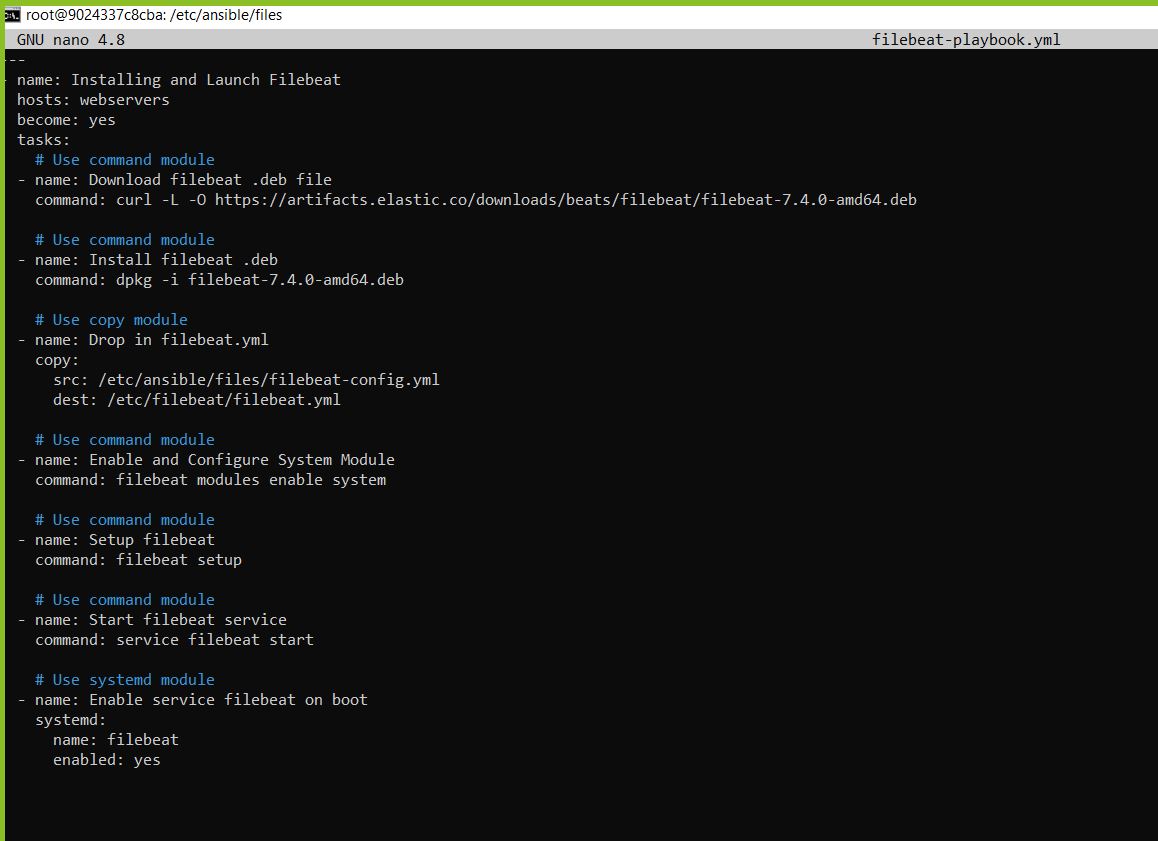 root@9024337c8cba: /etc/ansible/files
GNU nano 4.8 filebeat-playbook.yml
---
- name: Installing and Launch Filebeat
  hosts: webservers
  become: yes
  tasks:
    # Use command module
  - name: Download filebeat .deb file
    command: curl -L -O https://artifacts.elastic.co/downloads/beats/filebeat/filebeat-7.4.0-amd64.deb

    # Use command module
  - name: Install filebeat .deb
    command: dpkg -i filebeat-7.4.0-amd64.deb

    # Use copy module
  - name: Drop in filebeat.yml
    copy:
      src: /etc/ansible/files/filebeat-config.yml
      dest: /etc/filebeat/filebeat.yml

    # Use command module
  - name: Enable and Configure System Module
    command: filebeat modules enable system

    # Use command module
  - name: Setup filebeat
    command: filebeat setup

    # Use command module
  - name: Start filebeat service
    command: service filebeat start

    # Use systemd module
  - name: Enable service filebeat on boot
    systemd:
      name: filebeat
      enabled: yes